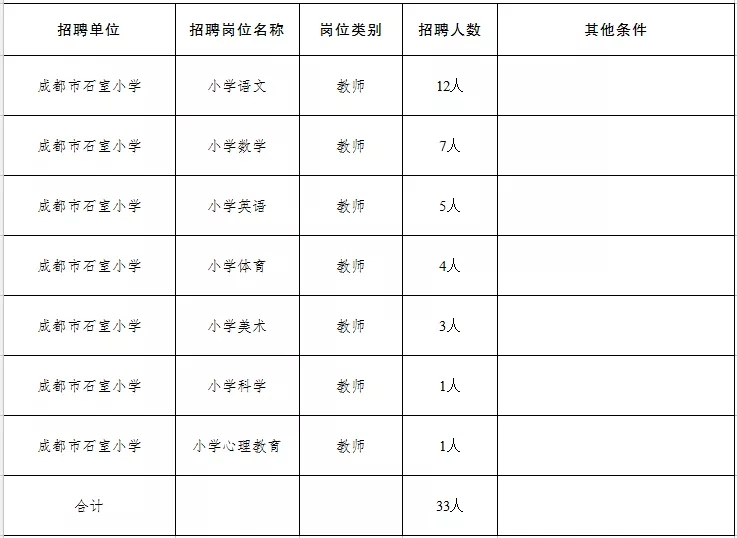 招聘单位 招聘岗位名称 岗位类别 招聘人数 其他条件
成都市石室小学 小学语文 教师 12人
成都市石室小学 小学数学 教师 7人
成都市石室小学 小学英语 教师 5人
成都市石室小学 小学体育 教师 4人
成都市石室小学 小学美术 教师 3人
成都市石室小学 小学科学 教师 1人
成都市石室小学 小学心理教育 教师 1人
合计 33人